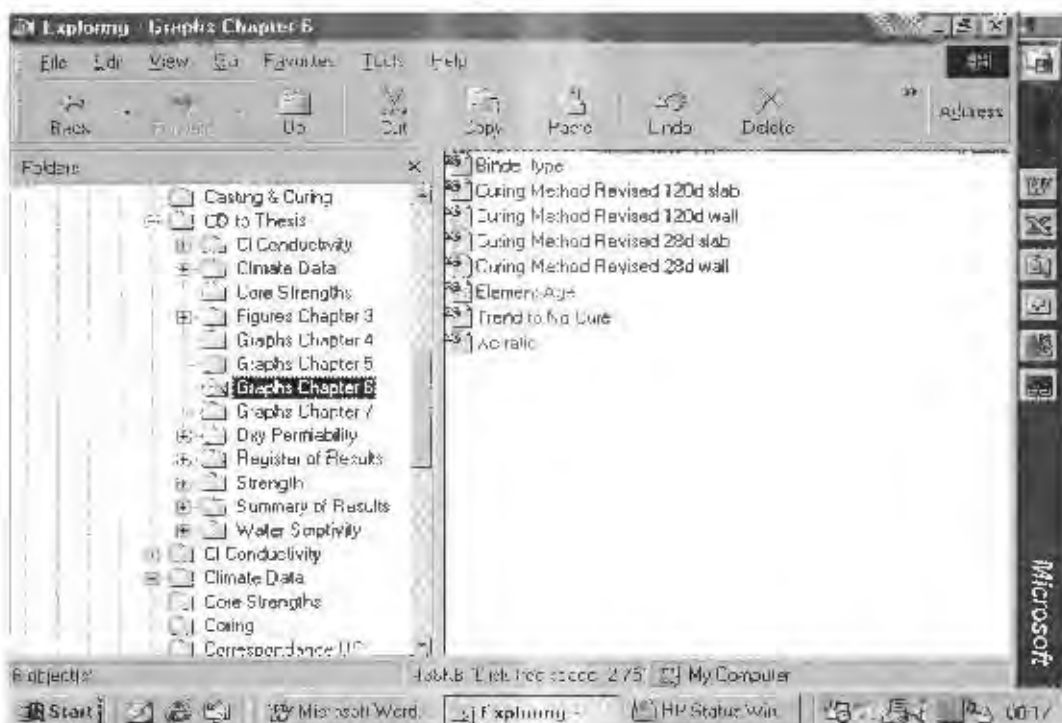 Exploring - Graphs Chapter 6
File Edit View Go Favorites Tools Help
Back Up Cut Copy Paste Undo Delete Address
Folders
Casting & Curing
CD to Thesis
Cl Conductivity
Climate Data
Core Strengths
Figures Chapter 3
Graphs Chapter 4
Graphs Chapter 5
Graphs Chapter 6
Graphs Chapter 7
Oxy Permiability
Register of Results
Strength
Summary of Results
Water Sorptivity
Cl Conductivity
Climate Data
Core Strengths
Coring
Binder Type
Curing Method Revised 120d slab
Curing Method Revised 120d wall
Curing Method Revised 28d slab
Curing Method Revised 28d wall
Element Age
Trend to No Cure
8 object(s)
My Computer
Microsoft
Start
Microsoft Word
Exploring -
HP Status Win